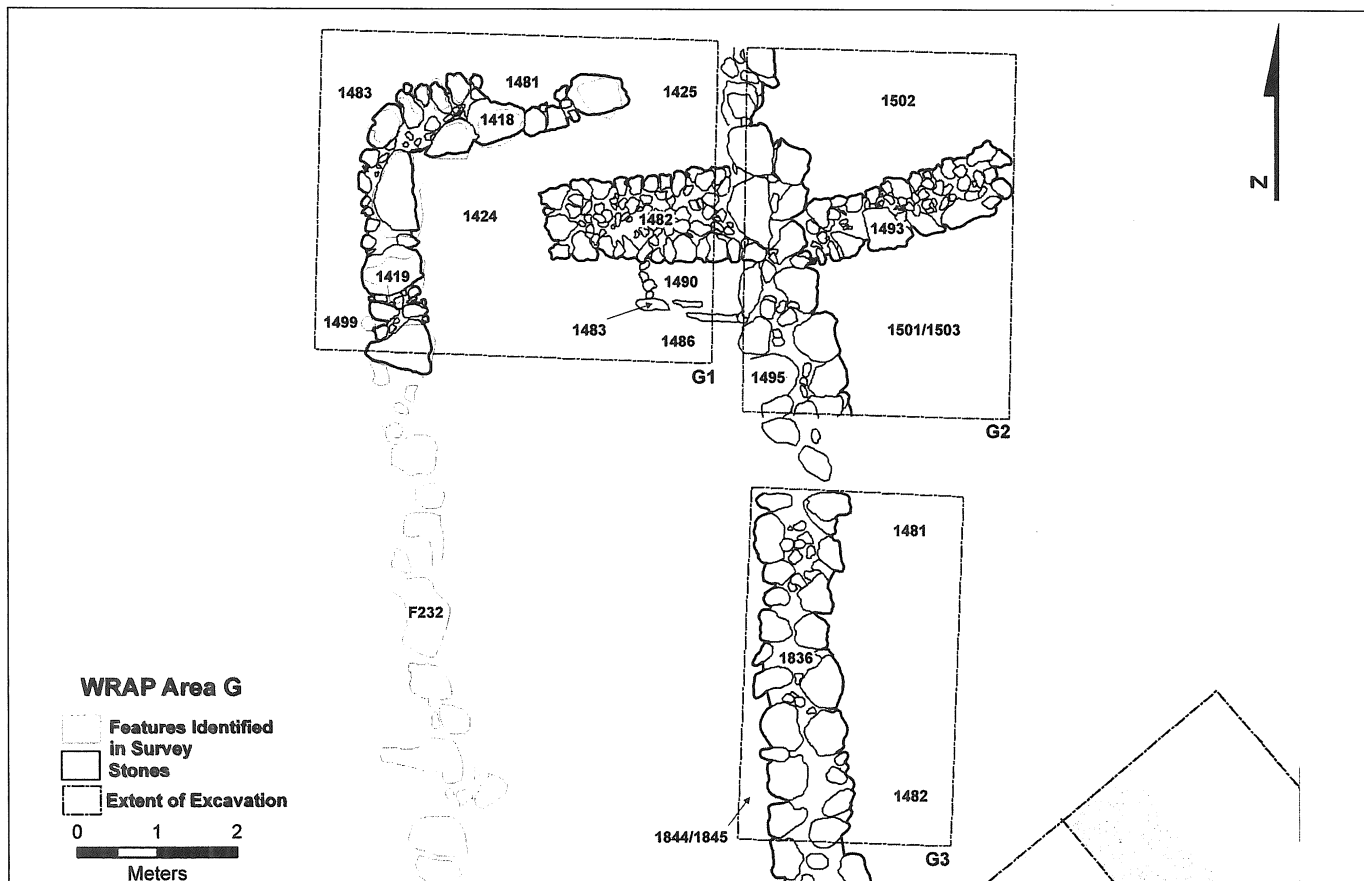 1483
1481
1425
1502
1418
1424
1482
1493
1419
1490
1499
1483
1486
1501/1503
G1
1495
G2
N
1481
F232
1836
1482
1844/1845
G3
WRAP Area G
Features Identified
in Survey
Stones
Extent of Excavation
0 1 2
Meters